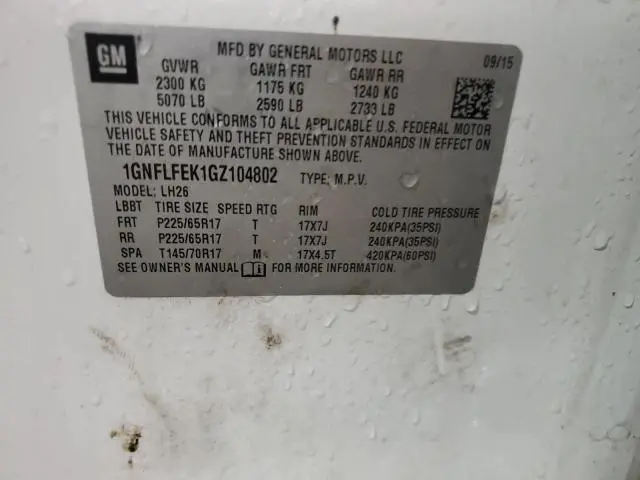 GM MFD BY GENERAL MOTORS LLC 09/15
GVWR GAWR FRT GAWR RR
2300 KG 1175 KG 1240 KG
5070 LB 2590 LB 2733 LB
THIS VEHICLE CONFORMS TO ALL APPLICABLE U.S. FEDERAL MOTOR
VEHICLE SAFETY AND THEFT PREVENTION STANDARDS IN EFFECT ON
THE DATE OF MANUFACTURE SHOWN ABOVE.
1GNFLFEK1GZ104802 TYPE: M.P.V.
MODEL: LH26
LBBT TIRE SIZE SPEED RTG RIM COLD TIRE PRESSURE
FRT P225/65R17 T 17X7J 240KPA(35PSI)
RR P225/65R17 T 17X7J 240KPA(35PSI)
SPA T145/70R17 M 17X4.5T 420KPA(60PSI)
SEE OWNER'S MANUAL FOR MORE INFORMATION.